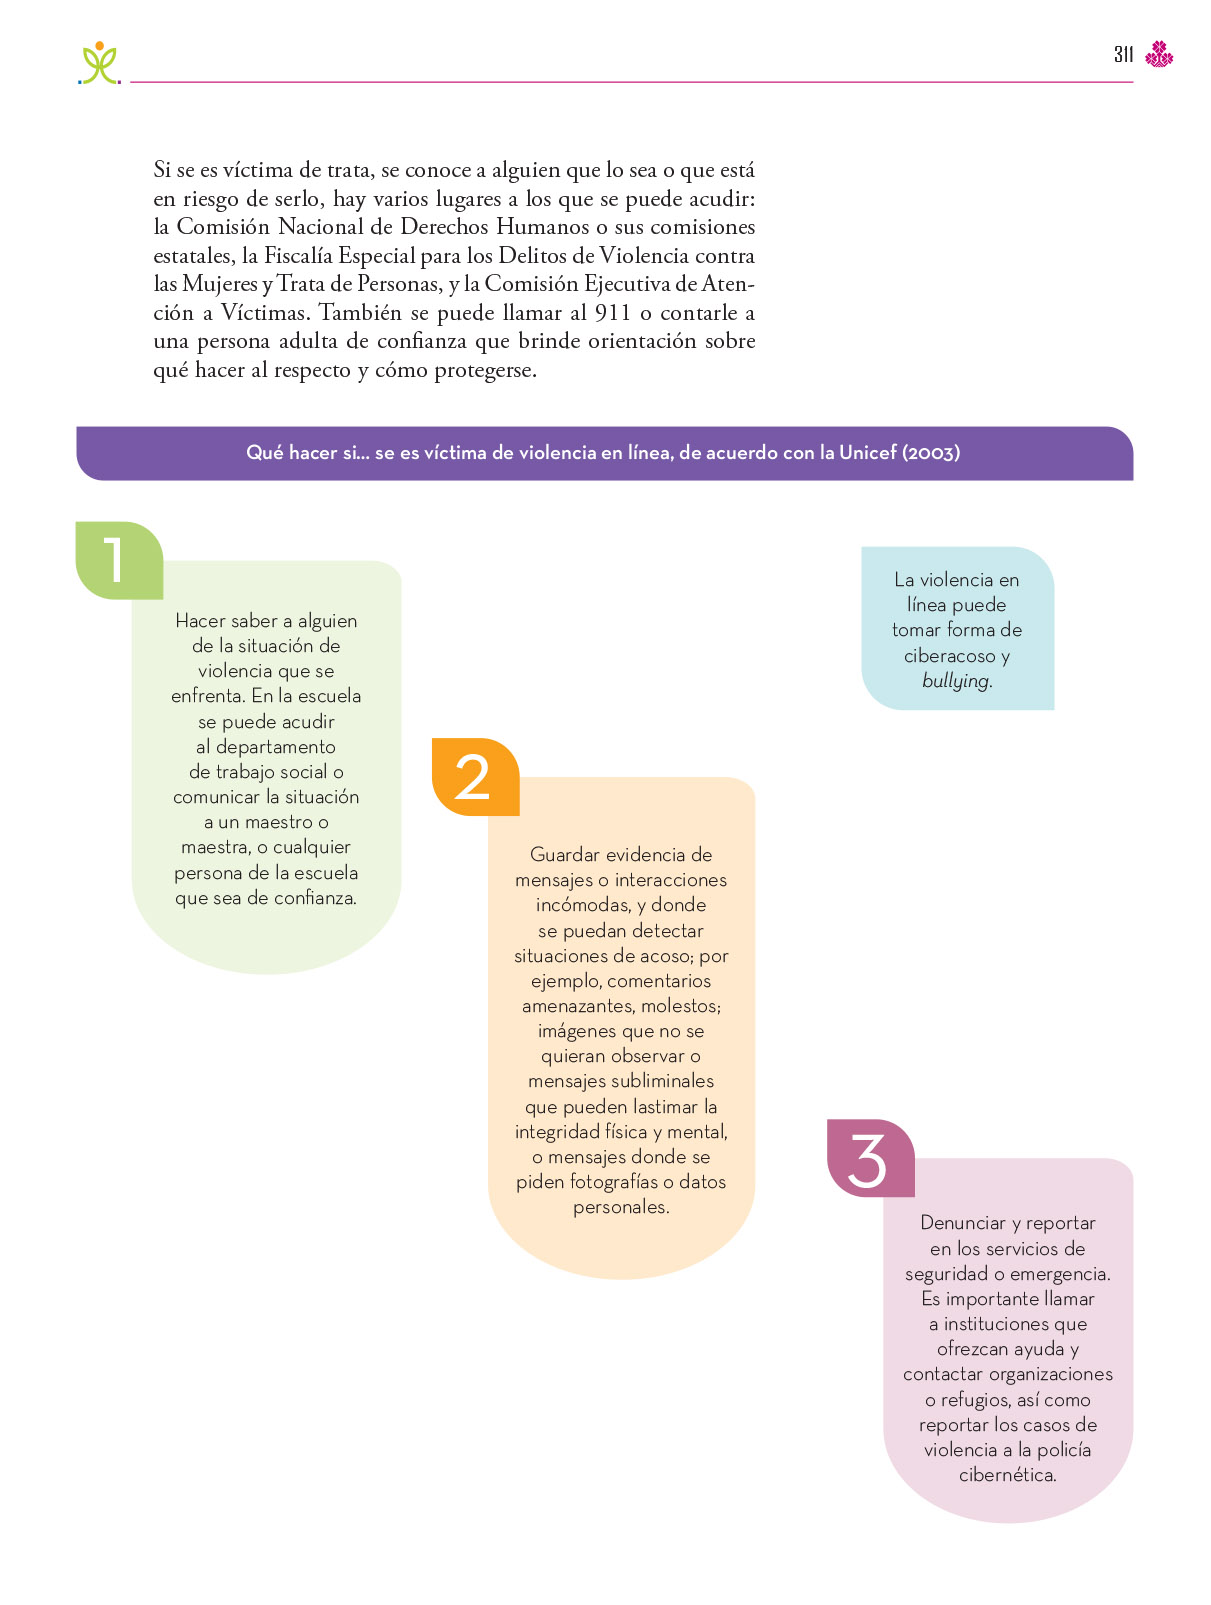 311
Si se es víctima de trata, se conoce a alguien que lo sea o que está
en riesgo de serlo, hay varios lugares a los que se puede acudir:
la Comisión Nacional de Derechos Humanos o sus comisiones
estatales, la Fiscalía Especial para los Delitos de Violencia contra
las Mujeres y Trata de Personas, y la Comisión Ejecutiva de Aten-
ción a Víctimas. También se puede llamar al 911 o contarle a
una persona adulta de confianza que brinde orientación sobre
qué hacer al respecto y cómo protegerse.
Qué hacer si... se es víctima de violencia en línea, de acuerdo con la Unicef (2003)
1
Hacer saber a alguien
de la situación de
violencia que se
enfrenta. En la escuela
se puede acudir
al departamento
de trabajo social o
comunicar la situación
a un maestro o
maestra, o cualquier
persona de la escuela
que sea de confianza.
La violencia en
línea puede
tomar forma de
ciberacoso y
bullying.
2
Guardar evidencia de
mensajes o interacciones
incómodas, y donde
se puedan detectar
situaciones de acoso; por
ejemplo, comentarios
amenazantes, molestos;
imágenes que no se
quieran observar o
mensajes subliminales
que pueden lastimar la
integridad física y mental,
o mensajes donde se
piden fotografías o datos
personales.
3
Denunciar y reportar
en los servicios de
seguridad o emergencia.
Es importante llamar
a instituciones que
ofrezcan ayuda y
contactar organizaciones
o refugios, así como
reportar los casos de
violencia a la policía
cibernética.